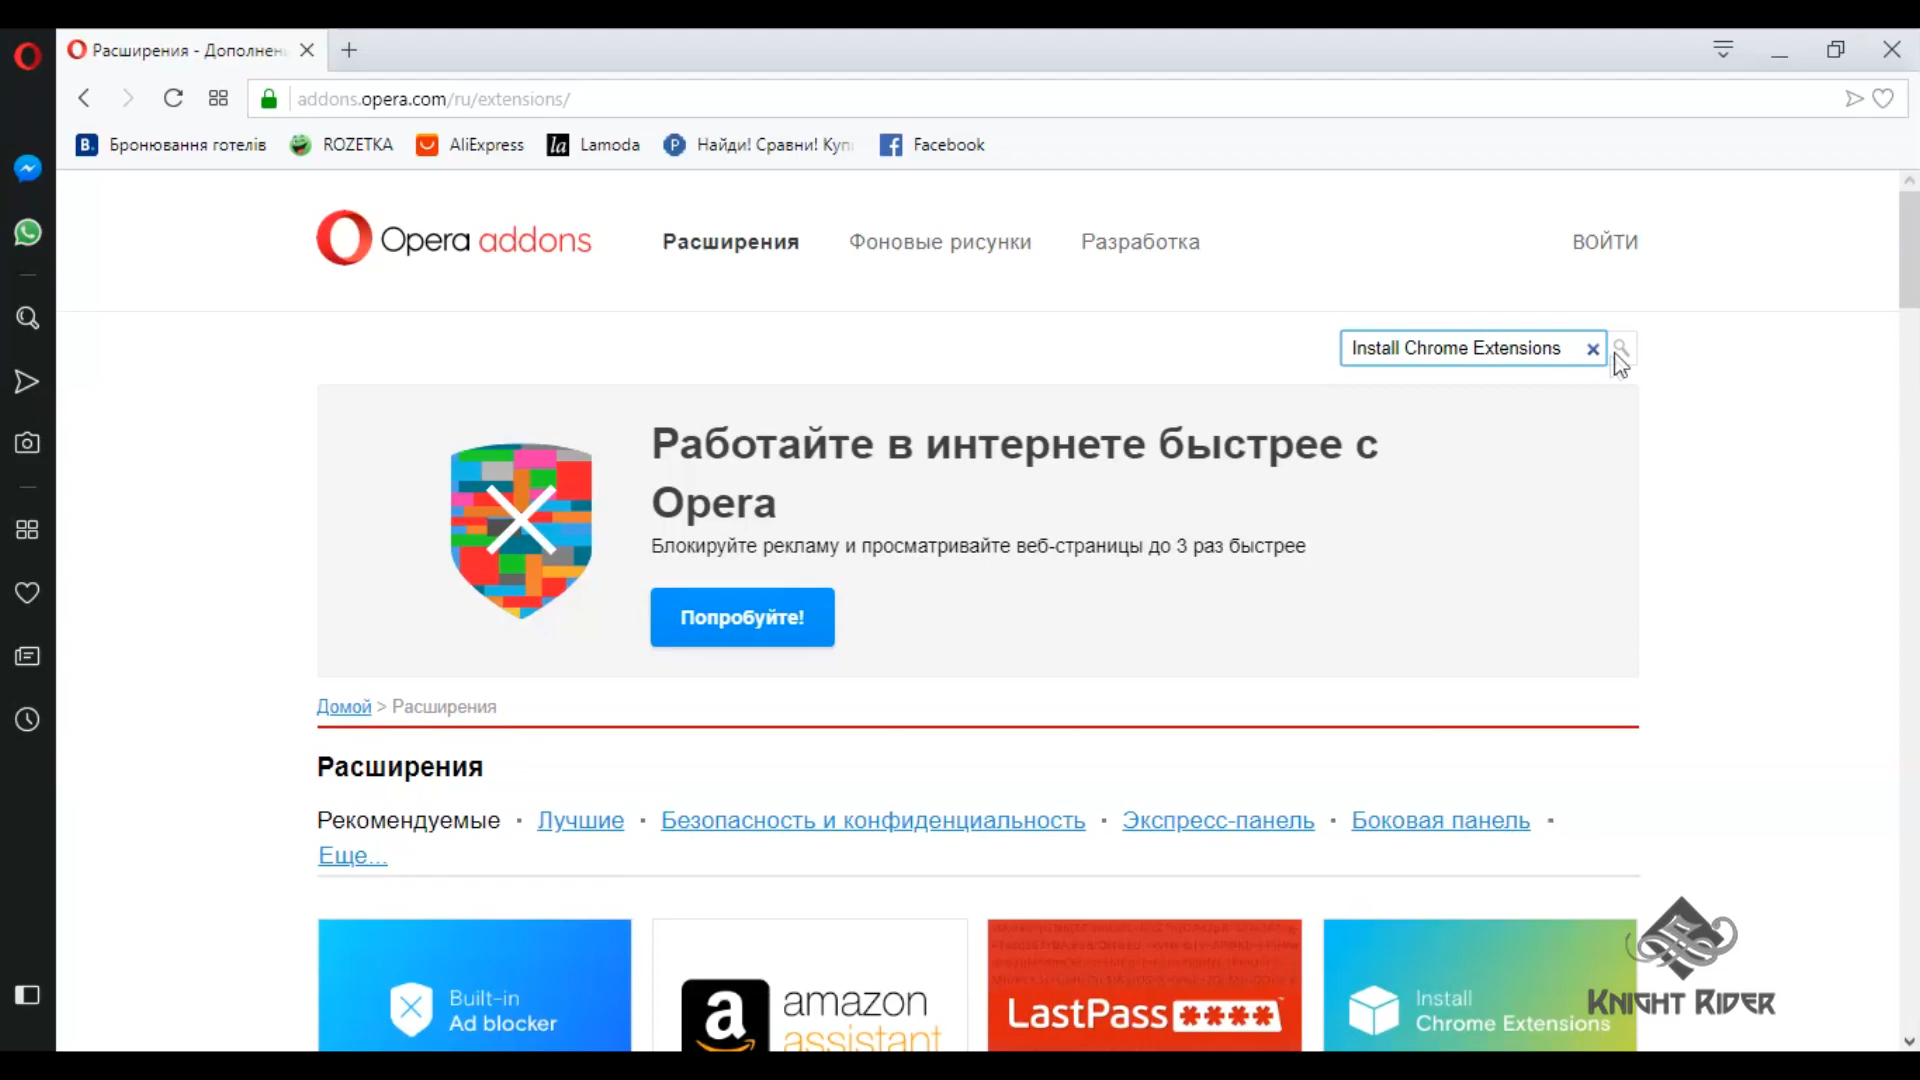 Расширения - Дополнен
addons.opera.com/ru/extensions/
Бронювання готелів
ROZETKA
AliExpress
la
Lamoda
P
Найди! Сравни! Куп
Facebook
B.
Opera addons
Расширения
Фоновые рисунки
Разработка
ВОЙТИ
Install Chrome Extensions
Работайте в интернете быстрее с
Opera
Блокируйте рекламу и просматривайте веб-страницы до 3 раз быстрее
Попробуйте!
Домой > Расширения
Расширения
Рекомендуемые · Лучшие · Безопасность и конфиденциальность · Экспресс-панель · Боковая панель ·
Еще...
Built-in
Ad blocker
a
amazon
assistant
LastPass ****
Install
Chrome Extensions
KNIGHT RIDER